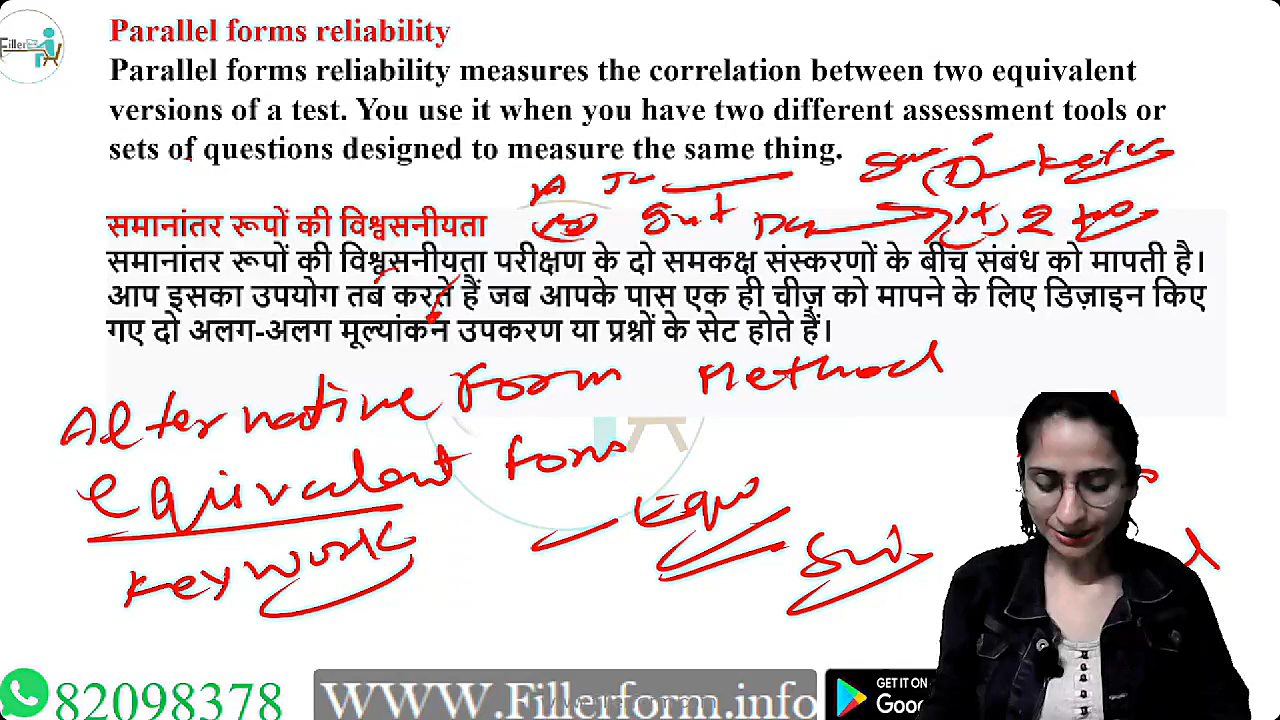 Filler
Parallel forms reliability
Parallel forms reliability measures the correlation between two equivalent
versions of a test. You use it when you have two different assessment tools or
sets of questions designed to measure the same thing.
समानांतर रूपों की विश्वसनीयता
समानांतर रूपों की विश्वसनीयता परीक्षण के दो समकक्ष संस्करणों के बीच संबंध को मापती है।
आप इसका उपयोग तब करते हैं जब आपके पास एक ही चीज़ को मापने के लिए डिज़ाइन किए
गए दो अलग-अलग मूल्यांकन उपकरण या प्रश्नों के सेट होते हैं।
Alternative Form Method
equivalent form
keywork
Equ
82098378
WWW.Fillerform.info
GET IT ON
Goo